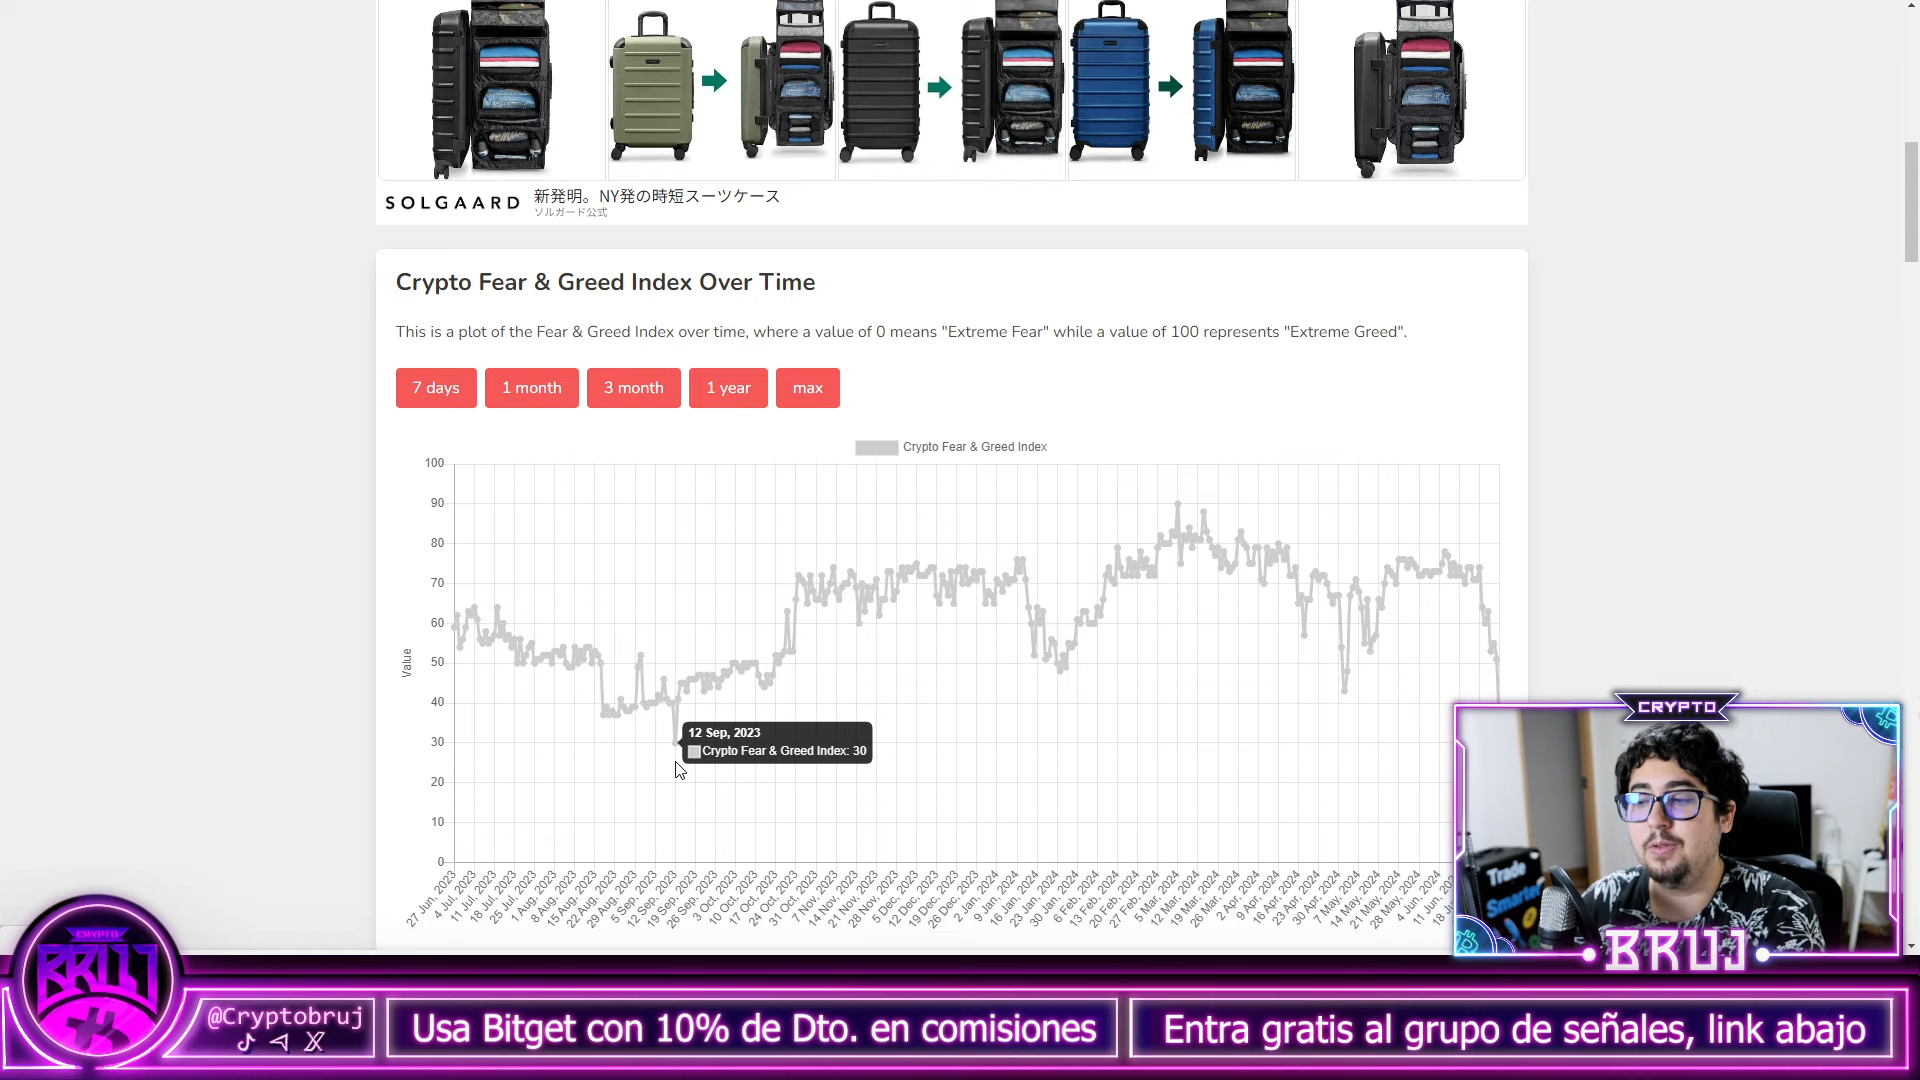 SOLGAARD
新発明。NY発の時短スーツケース
ソルガード公式
Crypto Fear & Greed Index Over Time
This is a plot of the Fear & Greed Index over time, where a value of 0 means "Extreme Fear" while a value of 100 represents "Extreme Greed".
7 days
1 month
3 month
1 year
max
Crypto Fear & Greed Index
100
90
80
70
60
50
40
30
20
10
0
Value
12 Sep, 2023
Crypto Fear & Greed Index: 30
27 Jun, 2023
4 Jul, 2023
11 Jul, 2023
18 Jul, 2023
25 Jul, 2023
1 Aug, 2023
8 Aug, 2023
15 Aug, 2023
22 Aug, 2023
29 Aug, 2023
5 Sep, 2023
12 Sep, 2023
19 Sep, 2023
26 Sep, 2023
3 Oct, 2023
10 Oct, 2023
17 Oct, 2023
24 Oct, 2023
31 Oct, 2023
7 Nov, 2023
14 Nov, 2023
21 Nov, 2023
28 Nov, 2023
5 Dec, 2023
12 Dec, 2023
19 Dec, 2023
26 Dec, 2023
2 Jan, 2024
9 Jan, 2024
16 Jan, 2024
23 Jan, 2024
30 Jan, 2024
6 Feb, 2024
13 Feb, 2024
20 Feb, 2024
27 Feb, 2024
5 Mar, 2024
12 Mar, 2024
19 Mar, 2024
26 Mar, 2024
2 Apr, 2024
9 Apr, 2024
16 Apr, 2024
23 Apr, 2024
30 Apr, 2024
7 May, 2024
14 May, 2024
21 May, 2024
28 May, 2024
4 Jun, 2024
11 Jun, 20
18 Ju
CRYPTO
Trade
Smarter
BRUJ
CRYPTO
BRUJ
@Cryptobruj
Usa Bitget con 10% de Dto. en comisiones
Entra gratis al grupo de señales, link abajo